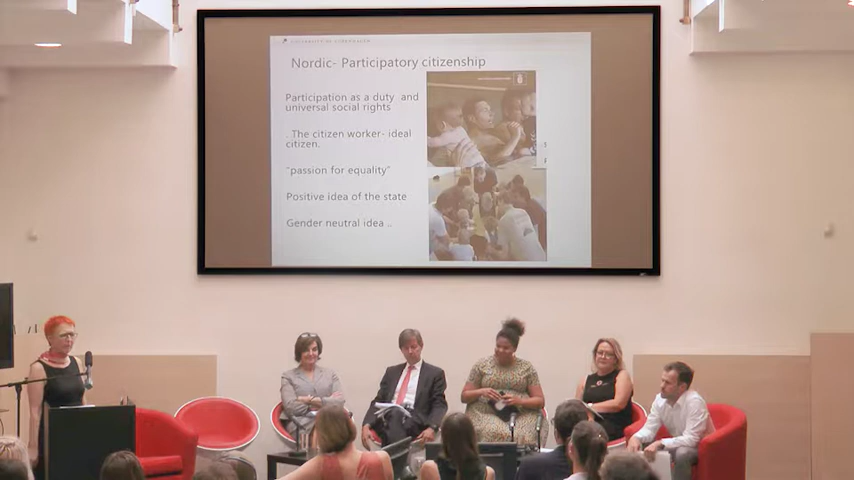 Nordic- Participatory citizenship
Participation as a duty and
universal social rights
. The citizen worker- ideal
citizen.
"passion for equality"
Positive idea of the state
Gender neutral idea ..